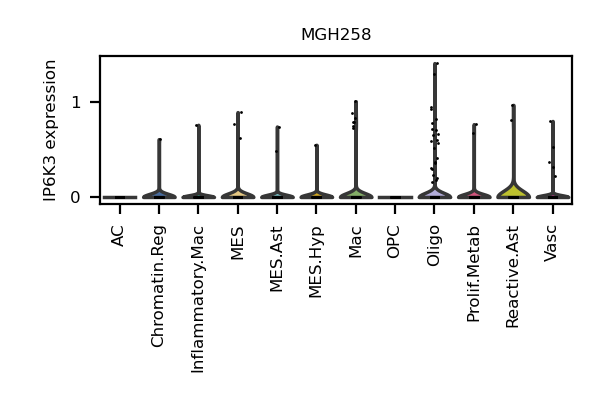 MGH258
IP6K3 expression
1
0
AC
Chromatin.Reg
Inflammatory.Mac
MES
MES.Ast
MES.Hyp
Mac
OPC
Oligo
Prolif.Metab
Reactive.Ast
Vasc